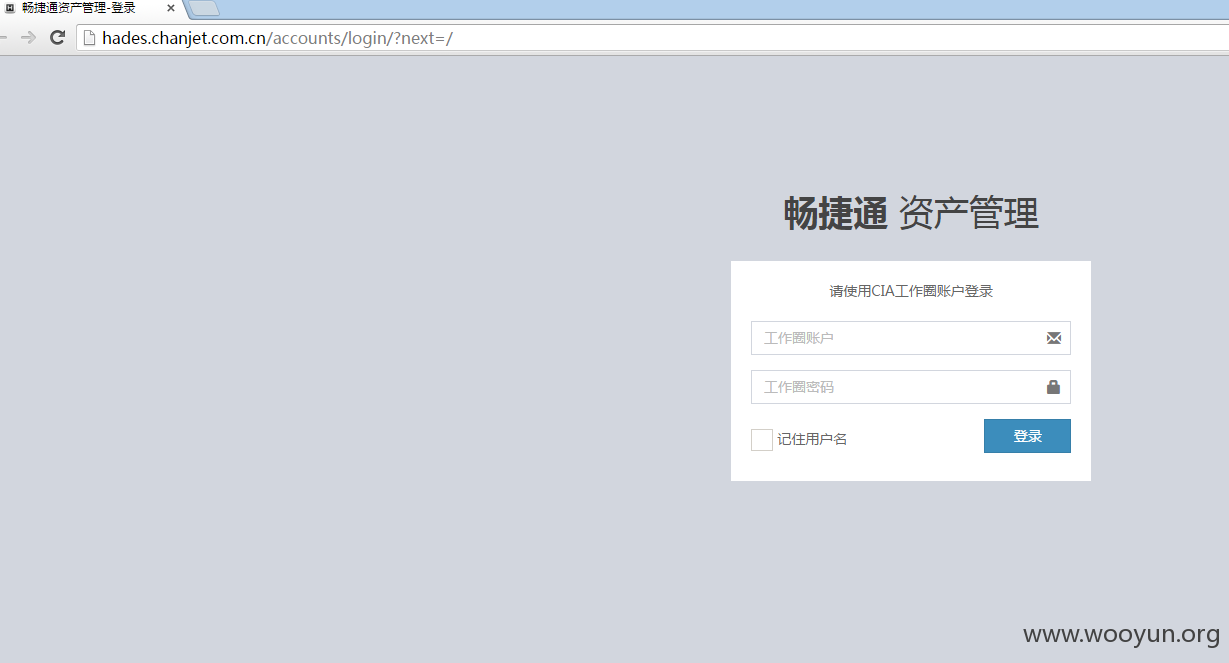 畅捷通资产管理-登录
hades.chanjet.com.cn/accounts/login/?next=/
畅捷通 资产管理
请使用CIA工作圈账户登录
工作圈账户
工作圈密码
记住用户名
登录
www.wooyun.org